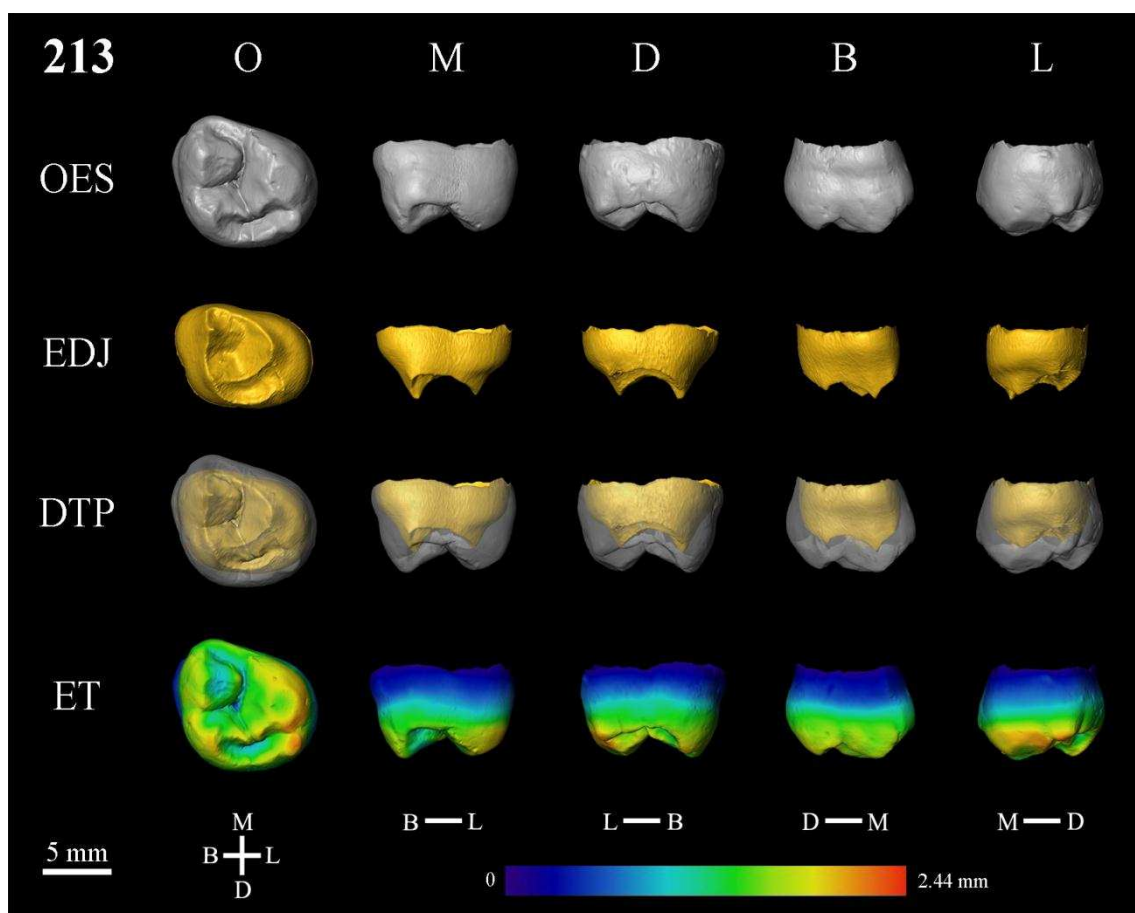 213 O M D B L
OES
EDJ
DTP
ET
M
B L
D
B L
L B
D M
M D
5 mm
0 2.44 mm